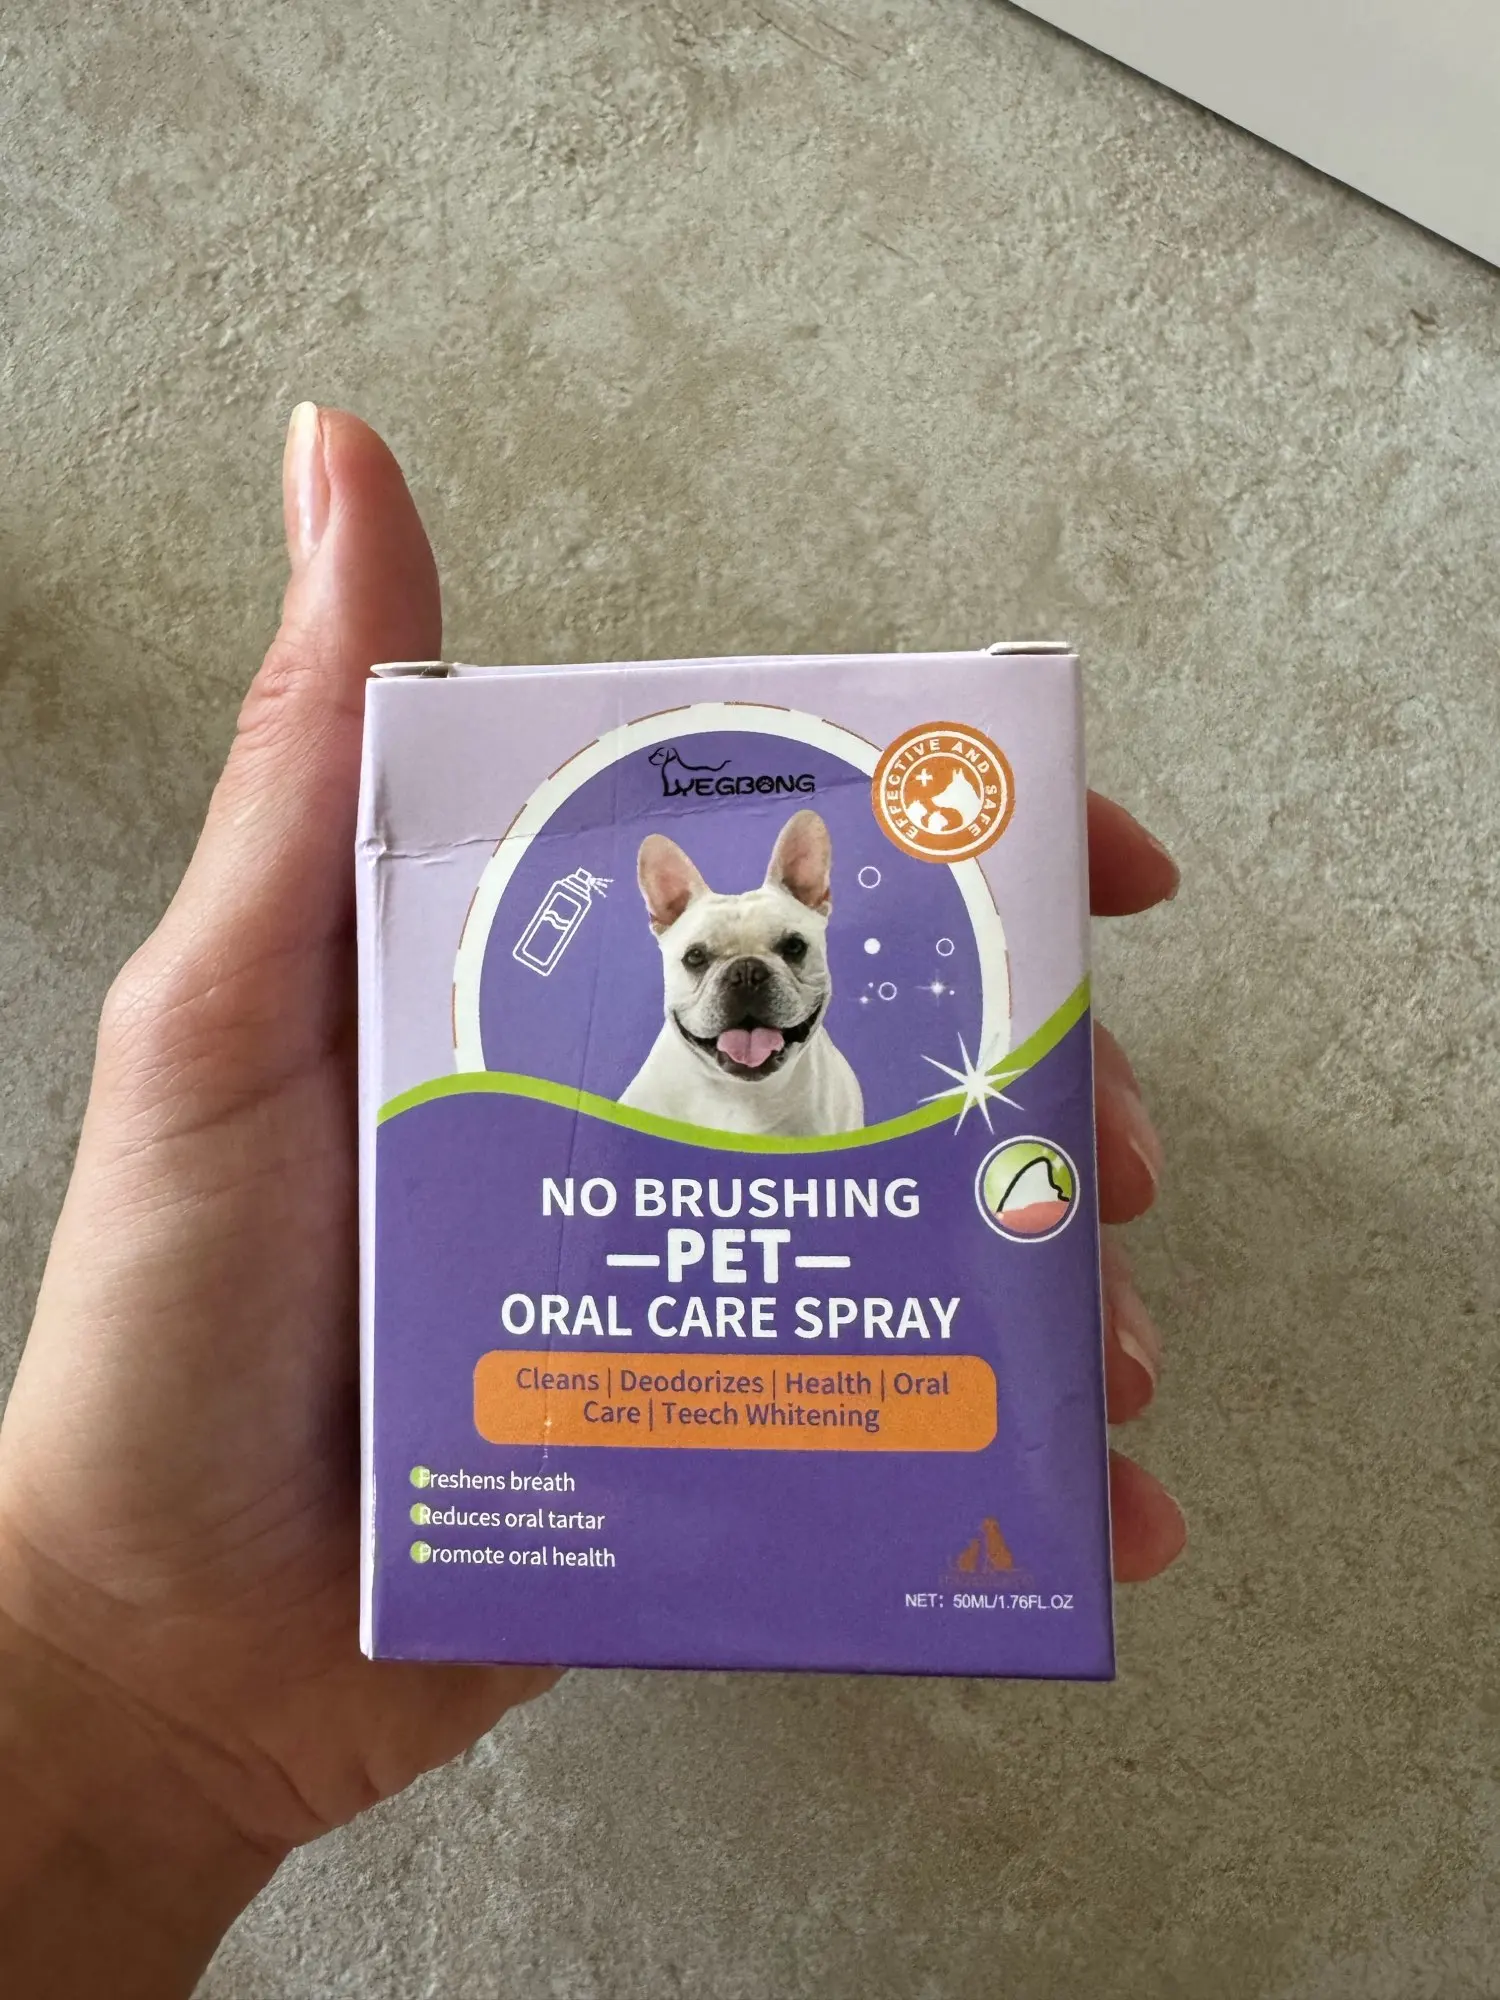 YEGBONG
EFFECTIVE AND SAFE
NO BRUSHING
—PET—
ORAL CARE SPRAY
Cleans | Deodorizes | Health | Oral
Care | Teech Whitening
Freshens breath
Reduces oral tartar
Promote oral health
NET: 50ML/1.76FL.OZ